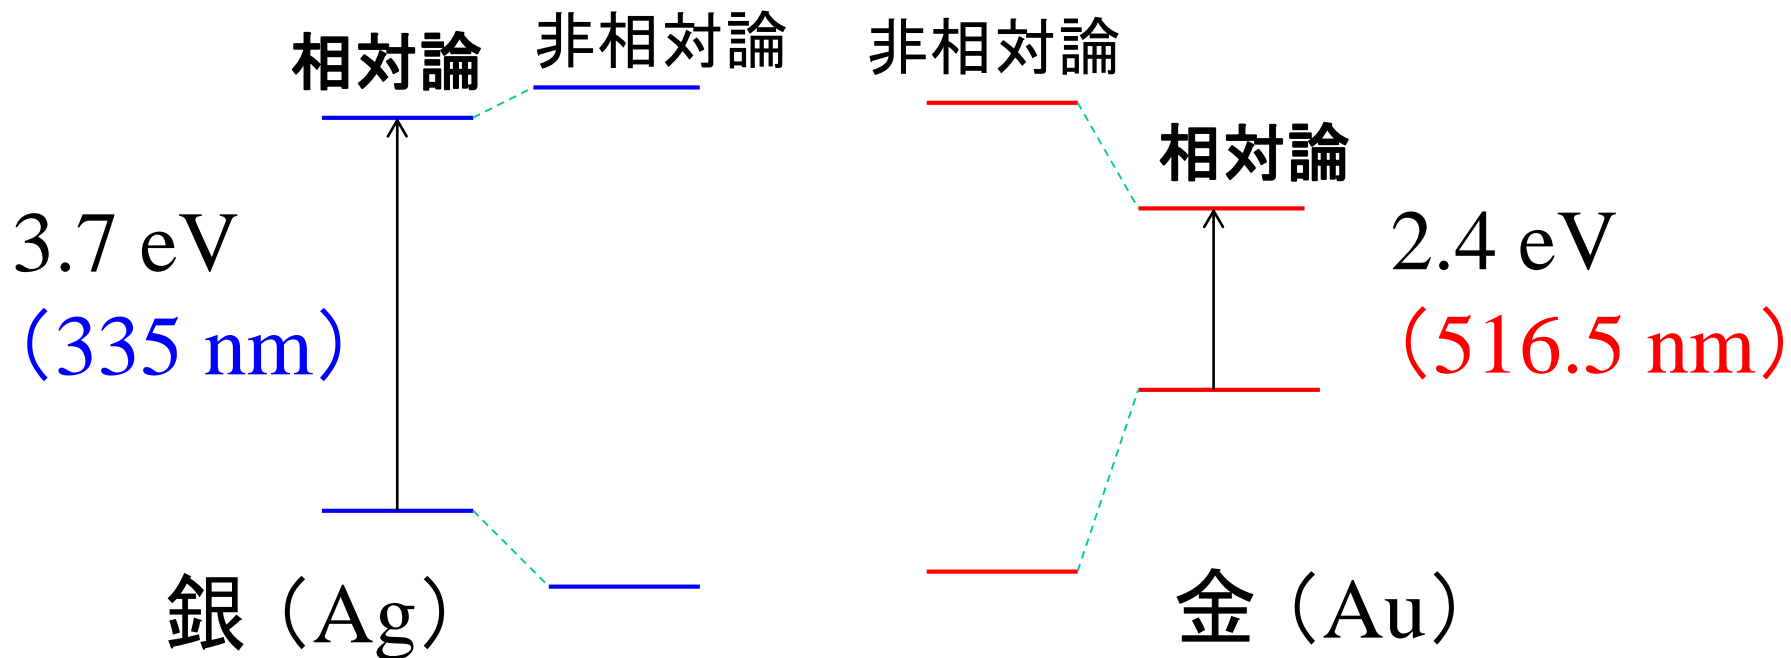 相対論
非相対論
非相対論
相対論
3.7 eV
（335 nm）
2.4 eV
（516.5 nm）
銀（Ag）
金（Au）